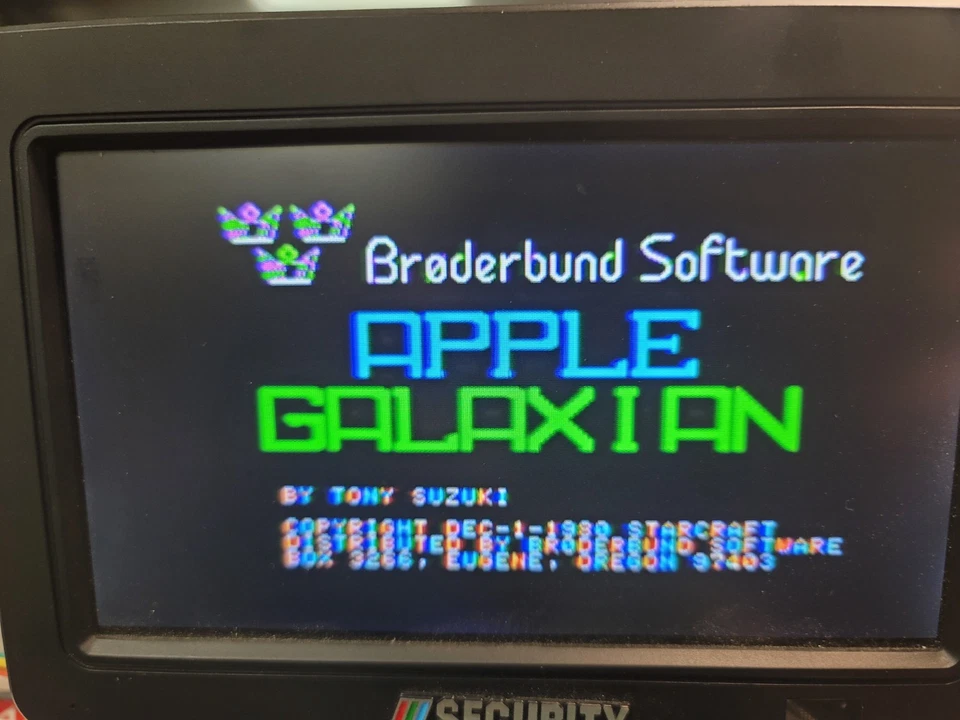 Brøderbund Software
APPLE
GALAXIAN
BY TONY SUZUKI
COPYRIGHT DEC-1-1980 STARCRAFT
DISTRIBUTED BY BRODERBUND SOFTWARE
BOX 3266, EUGENE, OREGON 97403
SECURITY